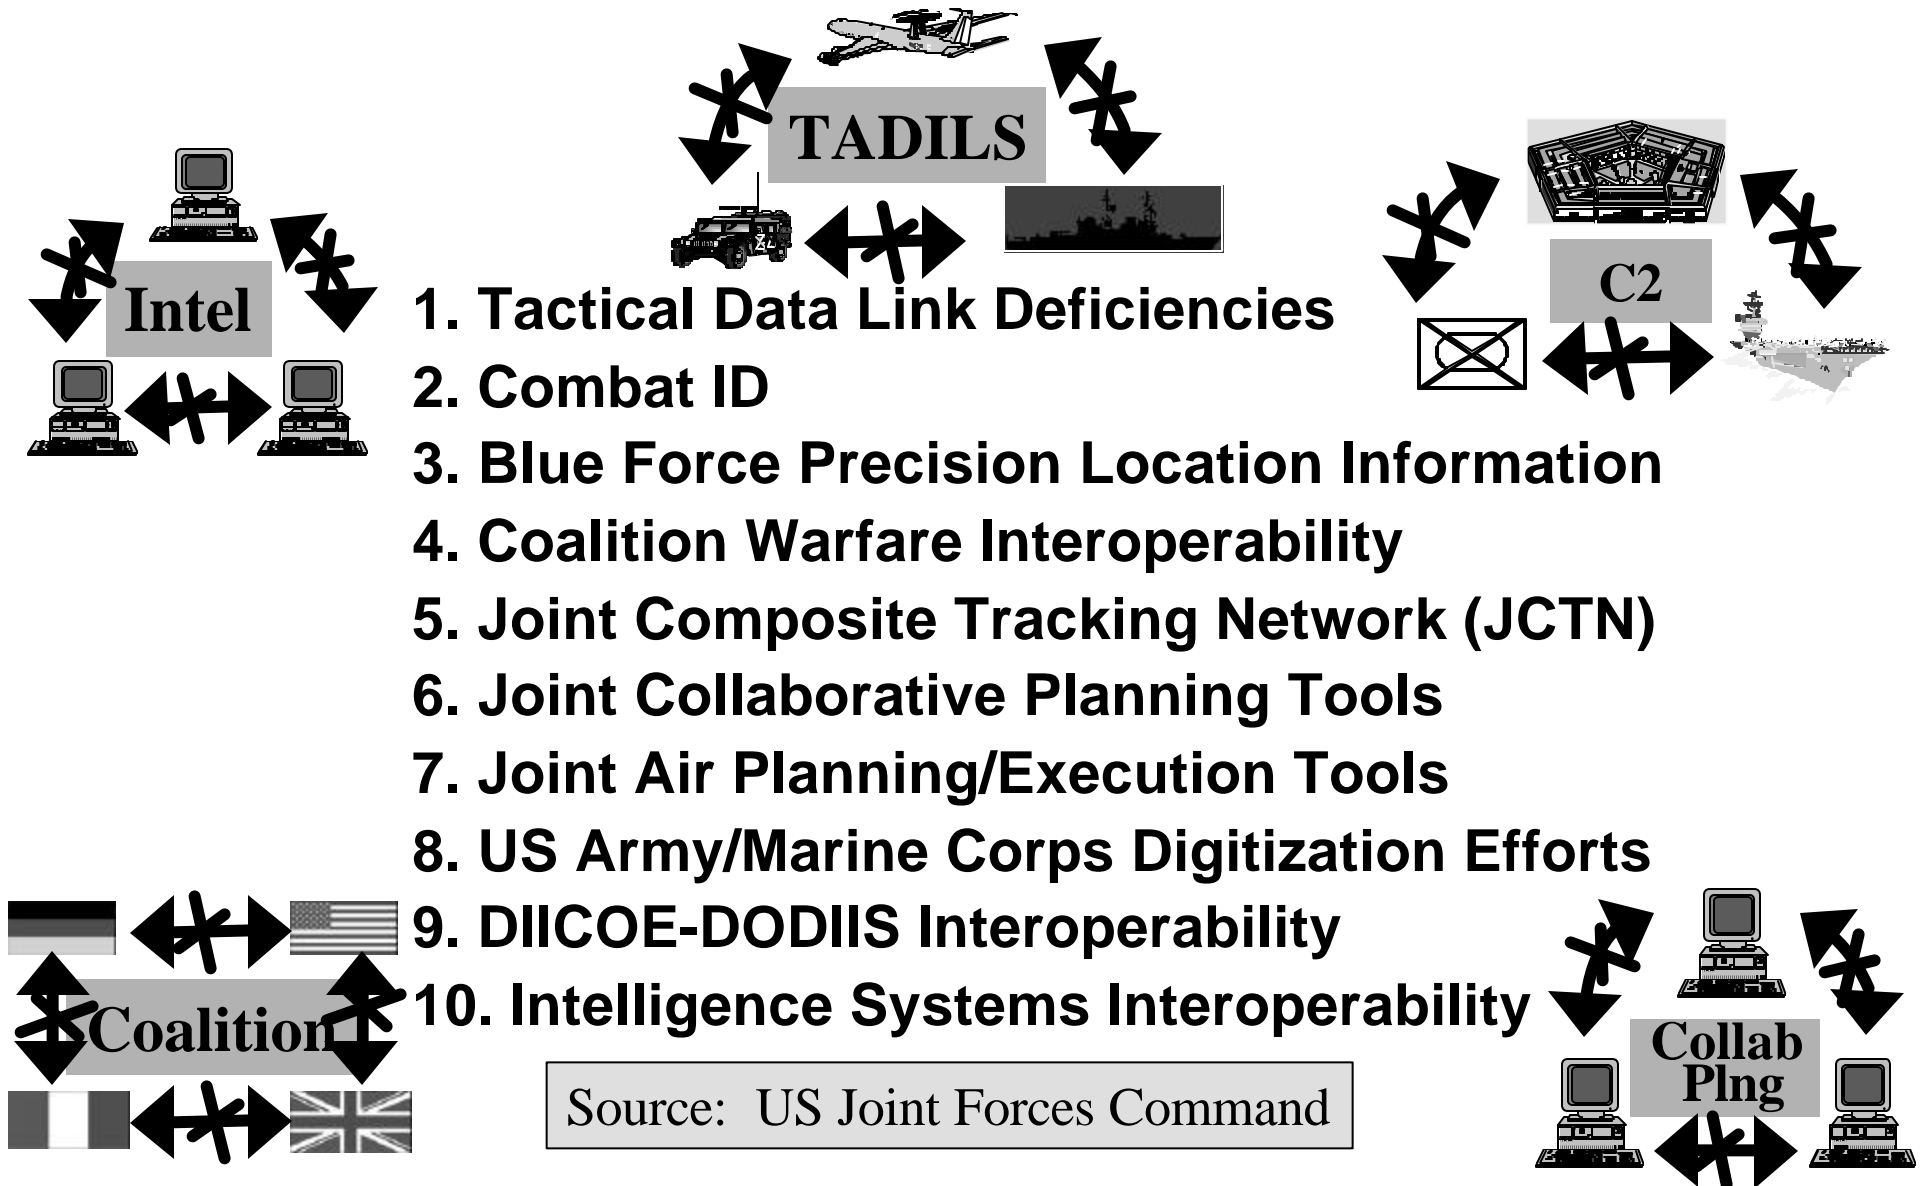 TADILS
Intel
C2
1. Tactical Data Link Deficiencies
2. Combat ID
3. Blue Force Precision Location Information
4. Coalition Warfare Interoperability
5. Joint Composite Tracking Network (JCTN)
6. Joint Collaborative Planning Tools
7. Joint Air Planning/Execution Tools
8. US Army/Marine Corps Digitization Efforts
9. DIICOE-DODIIS Interoperability
10. Intelligence Systems Interoperability
Coalition
Collab
Plng
Source: US Joint Forces Command